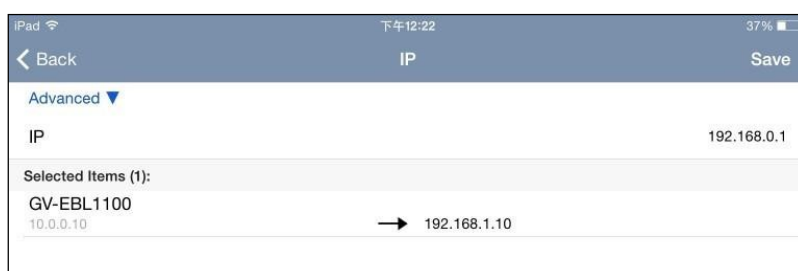 iPad 下午12:22 37%
Back IP Save
Advanced ▼
IP 192.168.0.1
Selected Items (1):
GV-EBL1100
10.0.0.10 → 192.168.1.10